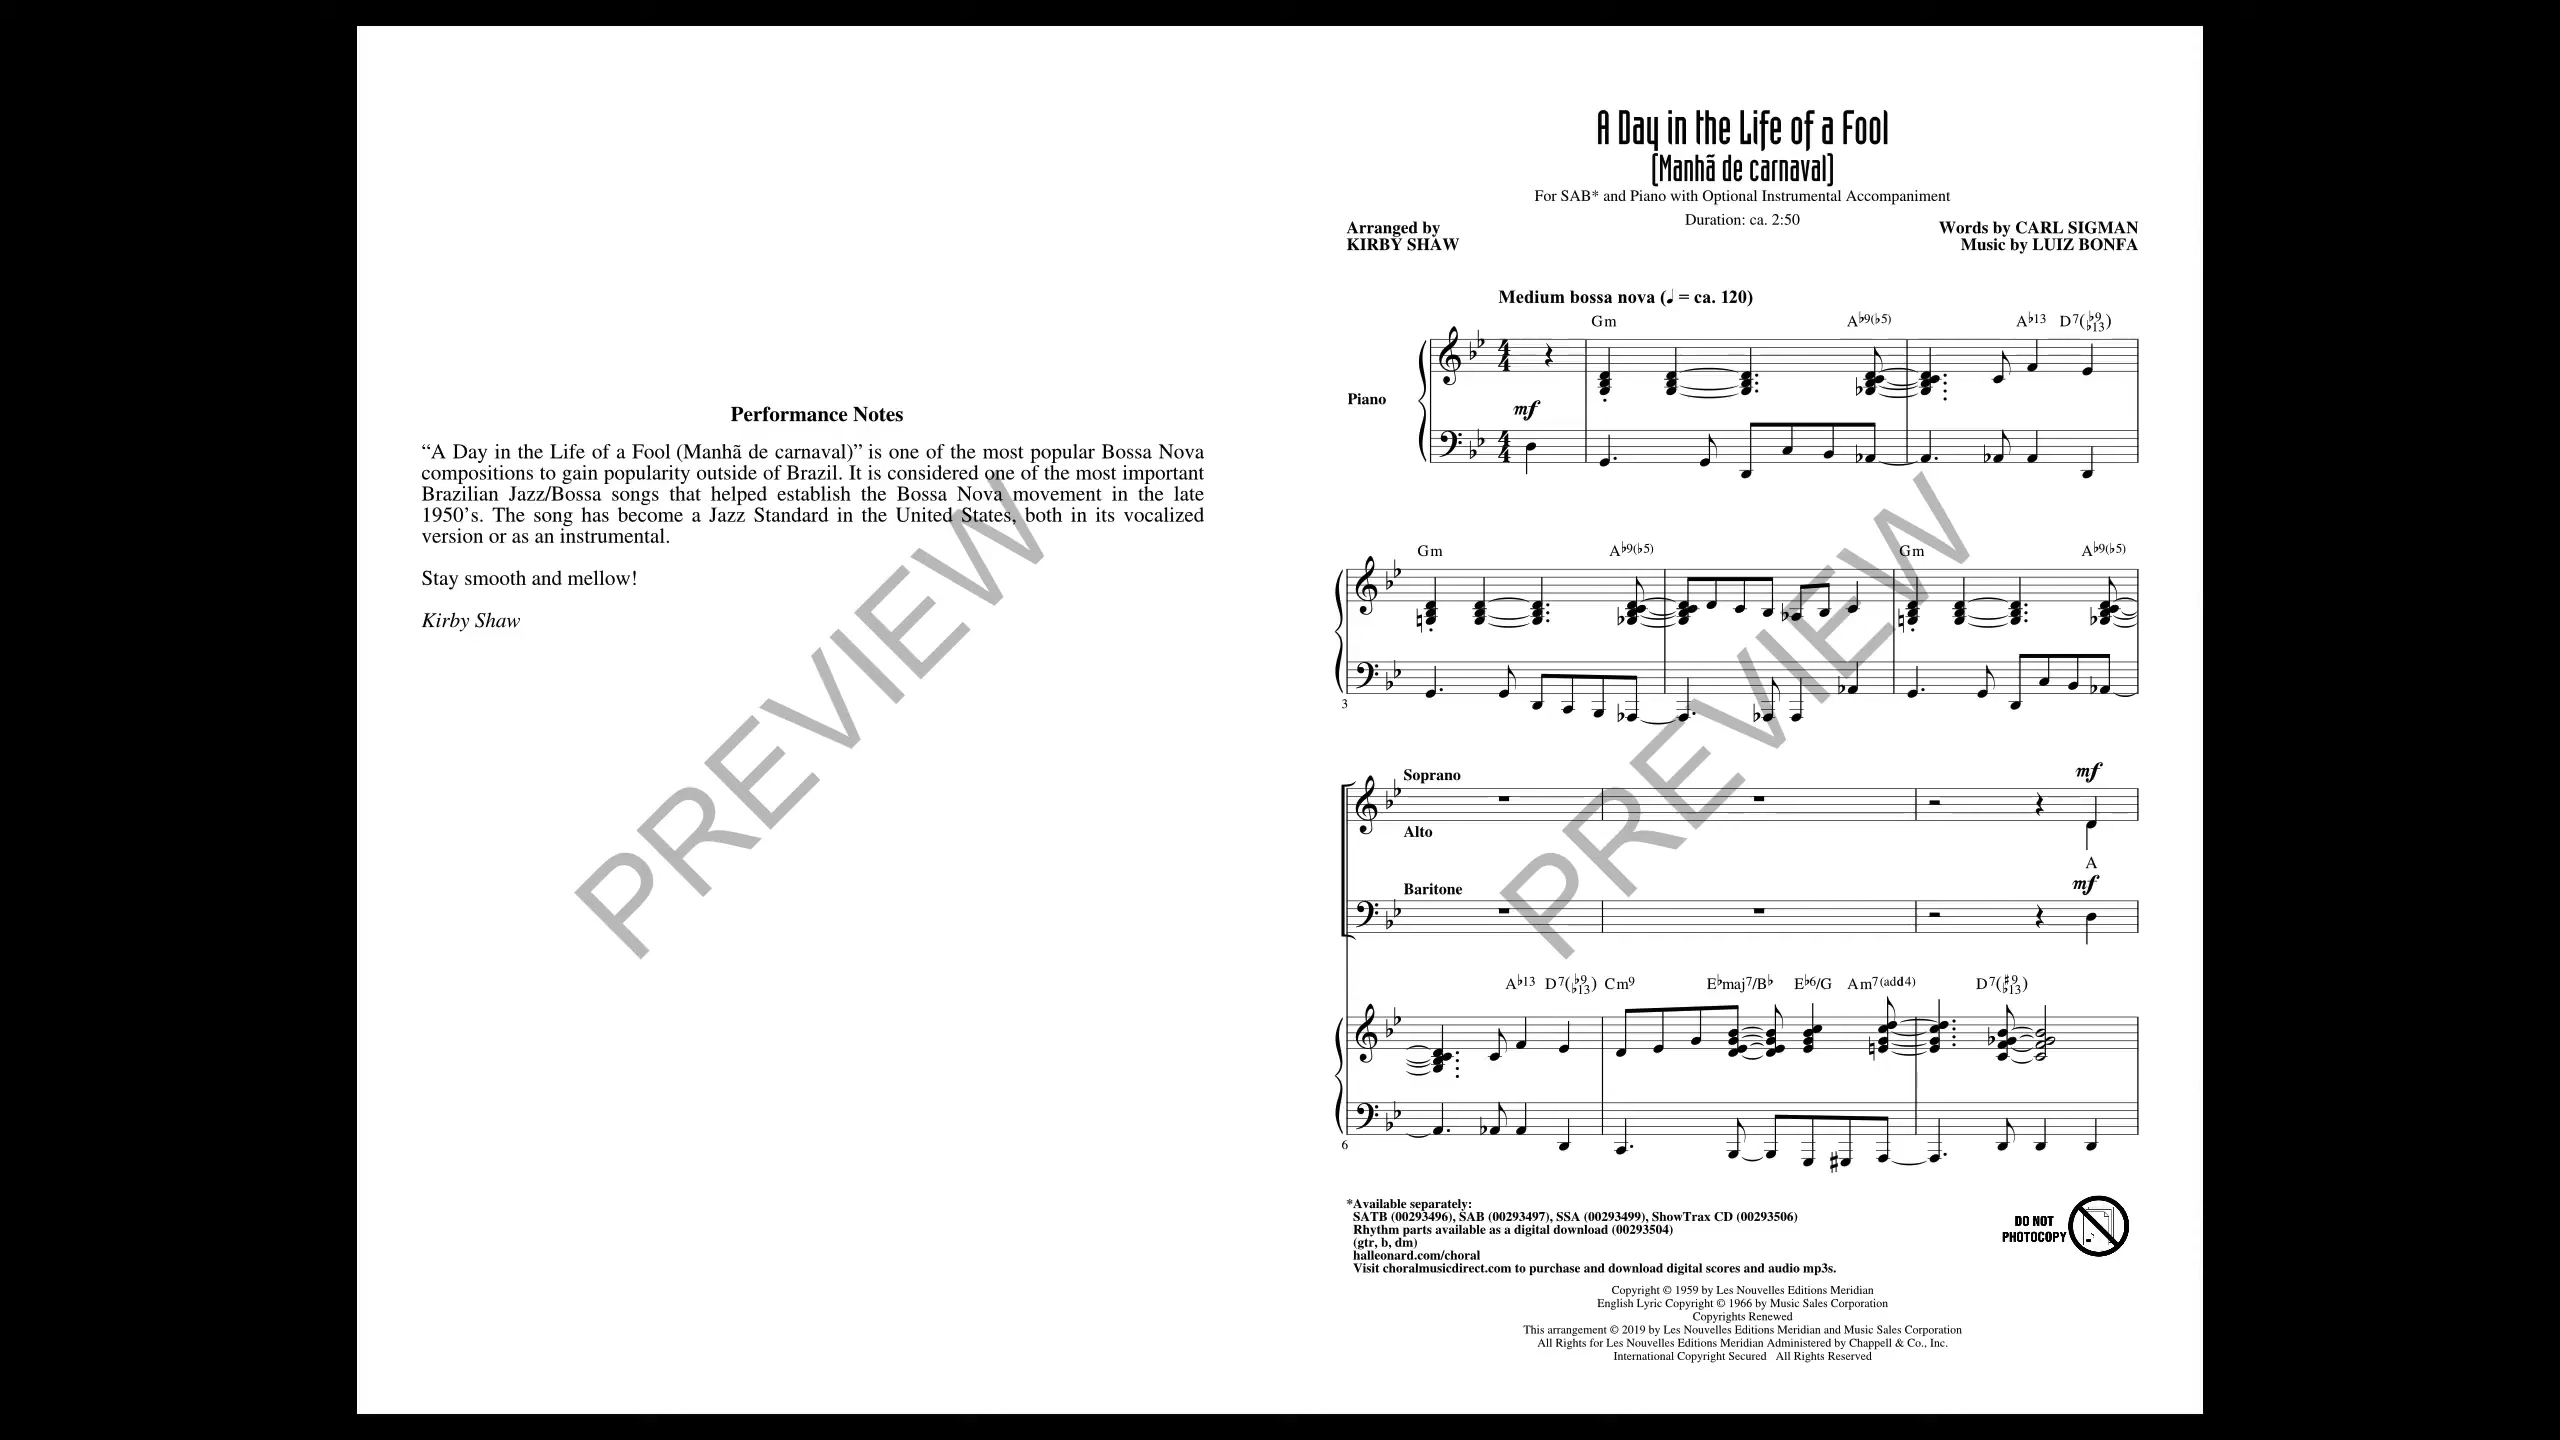 Performance Notes
“A Day in the Life of a Fool (Manhã de carnaval)” is one of the most popular Bossa Nova
compositions to gain popularity outside of Brazil. It is considered one of the most important
Brazilian Jazz/Bossa songs that helped establish the Bossa Nova movement in the late
1950’s. The song has become a Jazz Standard in the United States, both in its vocalized
version or as an instrumental.
Stay smooth and mellow!
Kirby Shaw
PREVIEW
A Day in the Life of a Fool
(Manhã de carnaval)
For SAB* and Piano with Optional Instrumental Accompaniment
Duration: ca. 2:50
Arranged by
KIRBY SHAW
Words by CARL SIGMAN
Music by LUIZ BONFA
Medium bossa nova (♩ = ca. 120)
Gm A♭9(♭5) A♭13 D7(♭9 ♭13)
Piano
mf
Gm A♭9(♭5) Gm A♭9(♭5)
3
PREVIEW
mf
Soprano
Alto
A
mf
Baritone
A♭13 D7(♭9 ♭13) Cm9 E♭maj7/B♭ E♭6/G Am7(add4) D7(♯9 ♭13)
6
*Available separately:
SATB (00293496), SAB (00293497), SSA (00293499), ShowTrax CD (00293506)
Rhythm parts available as a digital download (00293504)
(gtr, b, dm)
halleonard.com/choral
Visit choralmusicdirect.com to purchase and download digital scores and audio mp3s.
DO NOT
PHOTOCOPY
Copyright © 1959 by Les Nouvelles Editions Meridian
English Lyric Copyright © 1966 by Music Sales Corporation
Copyrights Renewed
This arrangement © 2019 by Les Nouvelles Editions Meridian and Music Sales Corporation
All Rights for Les Nouvelles Editions Meridian Administered by Chappell & Co., Inc.
International Copyright Secured All Rights Reserved